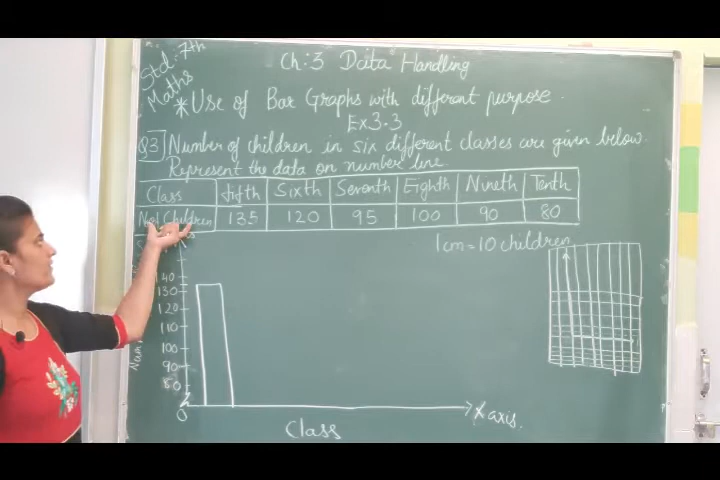 Std: 7th
Maths
Ch: 3 Data Handling
* Use of Bar Graphs with different purpose.
Ex 3.3
Q3] Number of children in six different classes are given below.
Represent the data on number line.
Class Fifth Sixth Seventh Eighth Nineth Tenth
No of Children 135 120 95 100 90 80
1cm = 10 children
140
130
120
110
100
90
80
0
X axis.
Class